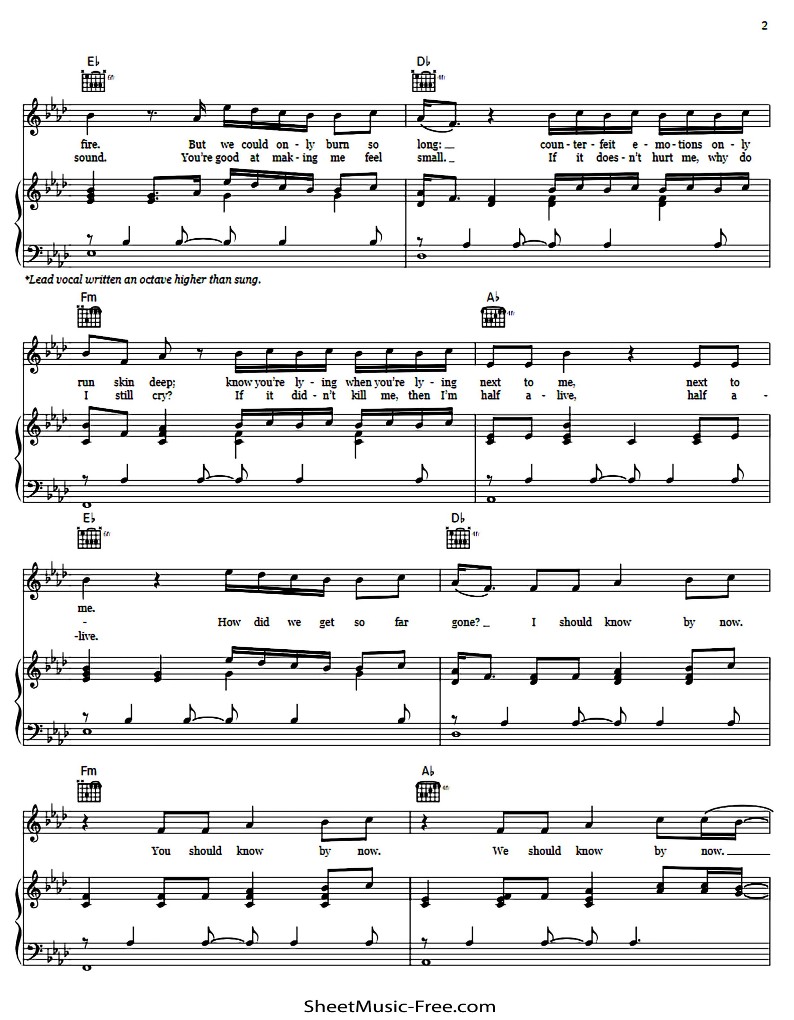 2
E♭ D♭
fire. But we could on - ly burn so long: coun - ter - feit e - mo - tions on - ly
sound. You're good at mak - ing me feel small. If it does - n't hurt me, why do
*Lead vocal written an octave higher than sung.
Fm A♭
run skin deep; know you're ly - ing when you're ly - ing next to me, next to
I still cry? If it did - n't kill me, then I'm half a - live, half a -
E♭ D♭
me. How did we get so far gone? I should know by now.
- -live.
Fm A♭
You should know by now. We should know by now.
SheetMusic-Free.com